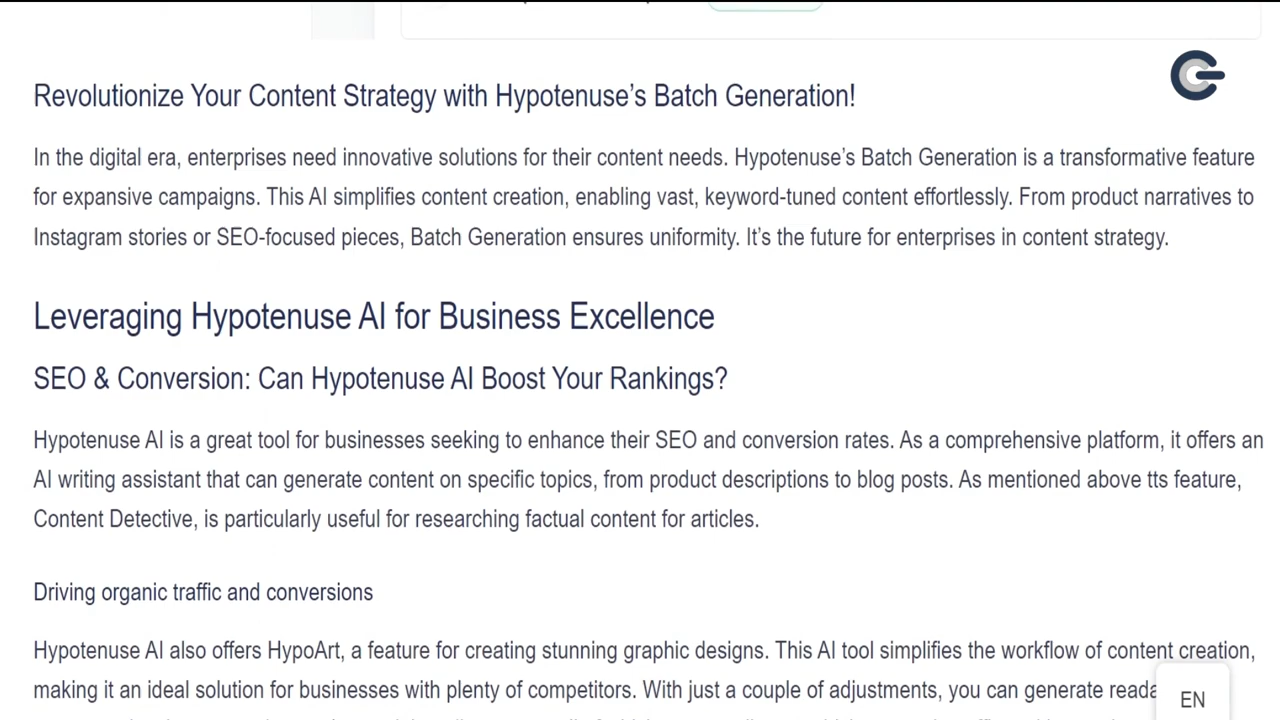 Revolutionize Your Content Strategy with Hypotenuse’s Batch Generation!
In the digital era, enterprises need innovative solutions for their content needs. Hypotenuse’s Batch Generation is a transformative feature
for expansive campaigns. This AI simplifies content creation, enabling vast, keyword-tuned content effortlessly. From product narratives to
Instagram stories or SEO-focused pieces, Batch Generation ensures uniformity. It’s the future for enterprises in content strategy.
Leveraging Hypotenuse AI for Business Excellence
SEO & Conversion: Can Hypotenuse AI Boost Your Rankings?
Hypotenuse AI is a great tool for businesses seeking to enhance their SEO and conversion rates. As a comprehensive platform, it offers an
AI writing assistant that can generate content on specific topics, from product descriptions to blog posts. As mentioned above tts feature,
Content Detective, is particularly useful for researching factual content for articles.
Driving organic traffic and conversions
Hypotenuse AI also offers HypoArt, a feature for creating stunning graphic designs. This AI tool simplifies the workflow of content creation,
making it an ideal solution for businesses with plenty of competitors. With just a couple of adjustments, you can generate
EN